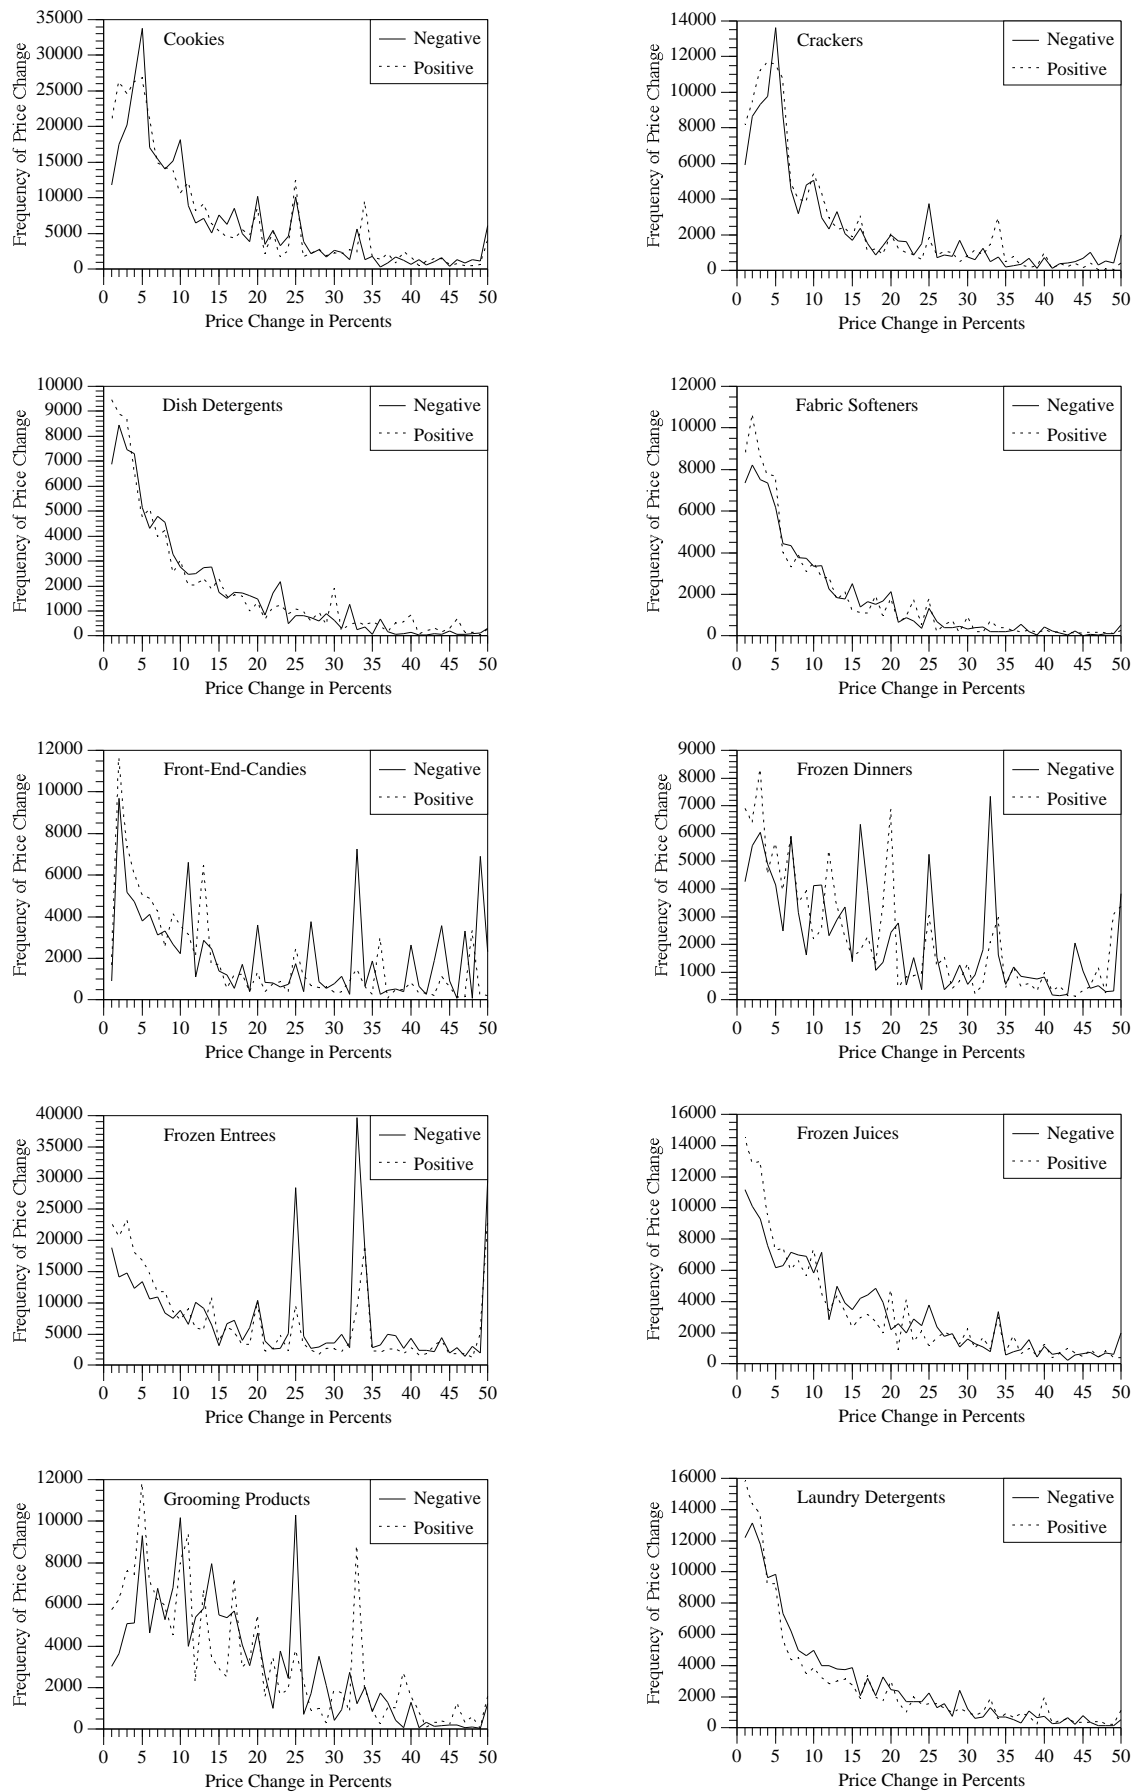 Cookies
Negative
Positive
Frequency of Price Change
35000
30000
25000
20000
15000
10000
5000
0
0 5 10 15 20 25 30 35 40 45 50
Price Change in Percents
Crackers
Negative
Positive
Frequency of Price Change
14000
12000
10000
8000
6000
4000
2000
0
0 5 10 15 20 25 30 35 40 45 50
Price Change in Percents
Dish Detergents
Negative
Positive
Frequency of Price Change
10000
9000
8000
7000
6000
5000
4000
3000
2000
1000
0
0 5 10 15 20 25 30 35 40 45 50
Price Change in Percents
Fabric Softeners
Negative
Positive
Frequency of Price Change
12000
10000
8000
6000
4000
2000
0
0 5 10 15 20 25 30 35 40 45 50
Price Change in Percents
Front-End-Candies
Negative
Positive
Frequency of Price Change
12000
10000
8000
6000
4000
2000
0
0 5 10 15 20 25 30 35 40 45 50
Price Change in Percents
Frozen Dinners
Negative
Positive
Frequency of Price Change
9000
8000
7000
6000
5000
4000
3000
2000
1000
0
0 5 10 15 20 25 30 35 40 45 50
Price Change in Percents
Frozen Entrees
Negative
Positive
Frequency of Price Change
40000
35000
30000
25000
20000
15000
10000
5000
0
0 5 10 15 20 25 30 35 40 45 50
Price Change in Percents
Frozen Juices
Negative
Positive
Frequency of Price Change
16000
14000
12000
10000
8000
6000
4000
2000
0
0 5 10 15 20 25 30 35 40 45 50
Price Change in Percents
Grooming Products
Negative
Positive
Frequency of Price Change
12000
10000
8000
6000
4000
2000
0
0 5 10 15 20 25 30 35 40 45 50
Price Change in Percents
Laundry Detergents
Negative
Positive
Frequency of Price Change
16000
14000
12000
10000
8000
6000
4000
2000
0
0 5 10 15 20 25 30 35 40 45 50
Price Change in Percents